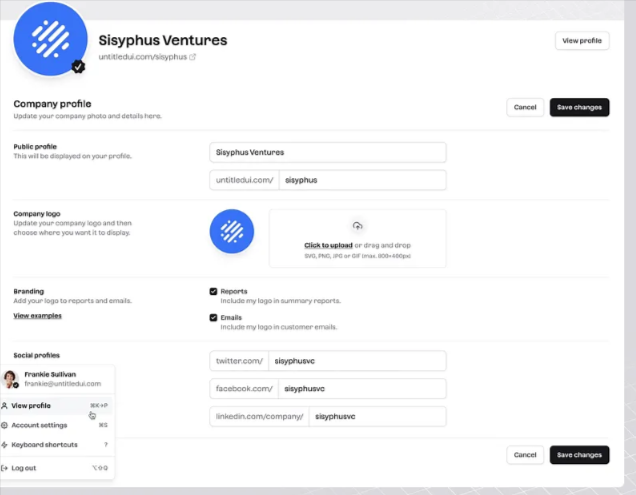 Sisyphus Ventures
untitledui.com/sisyphus
View profile
Company profile
Update your company photo and details here.
Cancel
Save changes
Public profile
This will be displayed on your profile.
Sisyphus Ventures
untitledui.com/ sisyphus
Company logo
Update your company logo and then
choose where you want it to display.
Click to upload or drag and drop
SVG, PNG, JPG or GIF (max. 800×400px)
Branding
Add your logo to reports and emails.
View examples
Reports
Include my logo in summary reports.
Emails
Include my logo in customer emails.
Social profiles
twitter.com/ sisyphusvc
facebook.com/ sisyphusvc
linkedin.com/company/ sisyphusvc
Frankie Sullivan
frankie@untitledui.com
View profile ⌘K→P
Account settings ⌘S
Keyboard shortcuts ?
Log out ⌥⇧Q
Cancel
Save changes